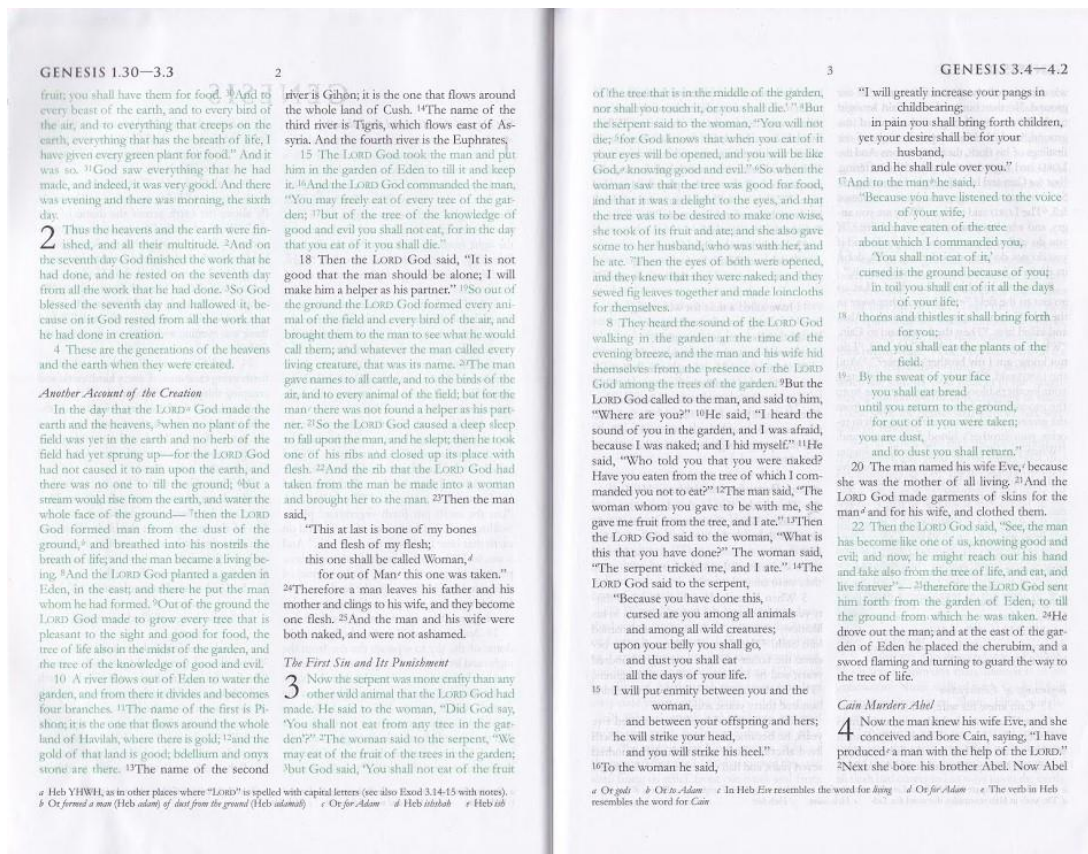 GENESIS 1.30—3.3
2
fruit; you shall have them for food. 30And to
every beast of the earth, and to every bird of
the air, and to everything that creeps on the
earth, everything that has the breath of life, I
have given every green plant for food.” And it
was so. 31God saw everything that he had
made, and indeed, it was very good. And there
was evening and there was morning, the sixth
day.
2 Thus the heavens and the earth were fin-
ished, and all their multitude. 2And on
the seventh day God finished the work that he
had done, and he rested on the seventh day
from all the work that he had done. 3So God
blessed the seventh day and hallowed it, be-
cause on it God rested from all the work that
he had done in creation.
4 These are the generations of the heavens
and the earth when they were created.
Another Account of the Creation
In the day that the LORDa God made the
earth and the heavens, 5when no plant of the
field was yet in the earth and no herb of the
field had yet sprung up—for the LORD God
had not caused it to rain upon the earth, and
there was no one to till the ground; 6but a
stream would rise from the earth, and water the
whole face of the ground— 7then the LORD
God formed man from the dust of the
ground,b and breathed into his nostrils the
breath of life; and the man became a living be-
ing. 8And the LORD God planted a garden in
Eden, in the east; and there he put the man
whom he had formed. 9Out of the ground the
LORD God made to grow every tree that is
pleasant to the sight and good for food, the
tree of life also in the midst of the garden, and
the tree of the knowledge of good and evil.
10 A river flows out of Eden to water the
garden, and from there it divides and becomes
four branches. 11The name of the first is Pi-
shon; it is the one that flows around the whole
land of Havilah, where there is gold; 12and the
gold of that land is good; bdellium and onyx
stone are there. 13The name of the second
river is Gihon; it is the one that flows around
the whole land of Cush. 14The name of the
third river is Tigris, which flows east of As-
syria. And the fourth river is the Euphrates.
15 The LORD God took the man and put
him in the garden of Eden to till it and keep
it. 16And the LORD God commanded the man,
“You may freely eat of every tree of the gar-
den; 17but of the tree of the knowledge of
good and evil you shall not eat, for in the day
that you eat of it you shall die.”
18 Then the LORD God said, “It is not
good that the man should be alone; I will
make him a helper as his partner.” 19So out of
the ground the LORD God formed every ani-
mal of the field and every bird of the air, and
brought them to the man to see what he would
call them; and whatever the man called every
living creature, that was its name. 20The man
gave names to all cattle, and to the birds of the
air, and to every animal of the field; but for the
manc there was not found a helper as his part-
ner. 21So the LORD God caused a deep sleep
to fall upon the man, and he slept; then he took
one of his ribs and closed up its place with
flesh. 22And the rib that the LORD God had
taken from the man he made into a woman
and brought her to the man. 23Then the man
said,
“This at last is bone of my bones
and flesh of my flesh;
this one shall be called Woman,d
for out of Mane this one was taken.”
24Therefore a man leaves his father and his
mother and clings to his wife, and they become
one flesh. 25And the man and his wife were
both naked, and were not ashamed.
The First Sin and Its Punishment
3 Now the serpent was more crafty than any
other wild animal that the LORD God had
made. He said to the woman, “Did God say,
‘You shall not eat from any tree in the gar-
den’?” 2The woman said to the serpent, “We
may eat of the fruit of the trees in the garden;
3but God said, ‘You shall not eat of the fruit
a Heb YHWH, as in other places where “LORD” is spelled with capital letters (see also Exod 3.14-15 with notes).
b Or formed a man (Heb adam) of dust from the ground (Heb adamah) c Or for Adam d Heb ishshah e Heb ish
3
GENESIS 3.4—4.2
of the tree that is in the middle of the garden,
nor shall you touch it, or you shall die.’” 4But
the serpent said to the woman, “You will not
die; 5for God knows that when you eat of it
your eyes will be opened, and you will be like
God,a knowing good and evil.” 6So when the
woman saw that the tree was good for food,
and that it was a delight to the eyes, and that
the tree was to be desired to make one wise,
she took of its fruit and ate; and she also gave
some to her husband, who was with her, and
he ate. 7Then the eyes of both were opened,
and they knew that they were naked; and they
sewed fig leaves together and made loincloths
for themselves.
8 They heard the sound of the LORD God
walking in the garden at the time of the
evening breeze, and the man and his wife hid
themselves from the presence of the LORD
God among the trees of the garden. 9But the
LORD God called to the man, and said to him,
“Where are you?” 10He said, “I heard the
sound of you in the garden, and I was afraid,
because I was naked; and I hid myself.” 11He
said, “Who told you that you were naked?
Have you eaten from the tree of which I com-
manded you not to eat?” 12The man said, “The
woman whom you gave to be with me, she
gave me fruit from the tree, and I ate.” 13Then
the LORD God said to the woman, “What is
this that you have done?” The woman said,
“The serpent tricked me, and I ate.” 14The
LORD God said to the serpent,
“Because you have done this,
cursed are you among all animals
and among all wild creatures;
upon your belly you shall go,
and dust you shall eat
all the days of your life.
15 I will put enmity between you and the
woman,
and between your offspring and hers;
he will strike your head,
and you will strike his heel.”
16To the woman he said,
“I will greatly increase your pangs in
childbearing;
in pain you shall bring forth children,
yet your desire shall be for your
husband,
and he shall rule over you.”
17And to the manb he said,
“Because you have listened to the voice
of your wife,
and have eaten of the tree
about which I commanded you,
‘You shall not eat of it,’
cursed is the ground because of you;
in toil you shall eat of it all the days
of your life;
18 thorns and thistles it shall bring forth
for you;
and you shall eat the plants of the
field.
19 By the sweat of your face
you shall eat bread
until you return to the ground,
for out of it you were taken;
you are dust,
and to dust you shall return.”
20 The man named his wife Eve,c because
she was the mother of all living. 21And the
LORD God made garments of skins for the
mand and for his wife, and clothed them.
22 Then the LORD God said, “See, the man
has become like one of us, knowing good and
evil; and now, he might reach out his hand
and take also from the tree of life, and eat, and
live forever”— 23therefore the LORD God sent
him forth from the garden of Eden, to till
the ground from which he was taken. 24He
drove out the man; and at the east of the gar-
den of Eden he placed the cherubim, and a
sword flaming and turning to guard the way to
the tree of life.
Cain Murders Abel
4 Now the man knew his wife Eve, and she
conceived and bore Cain, saying, “I have
producede a man with the help of the LORD.”
2Next she bore his brother Abel. Now Abel
a Or gods b Or to Adam c In Heb Eve resembles the word for living d Or for Adam e The verb in Heb
resembles the word for Cain